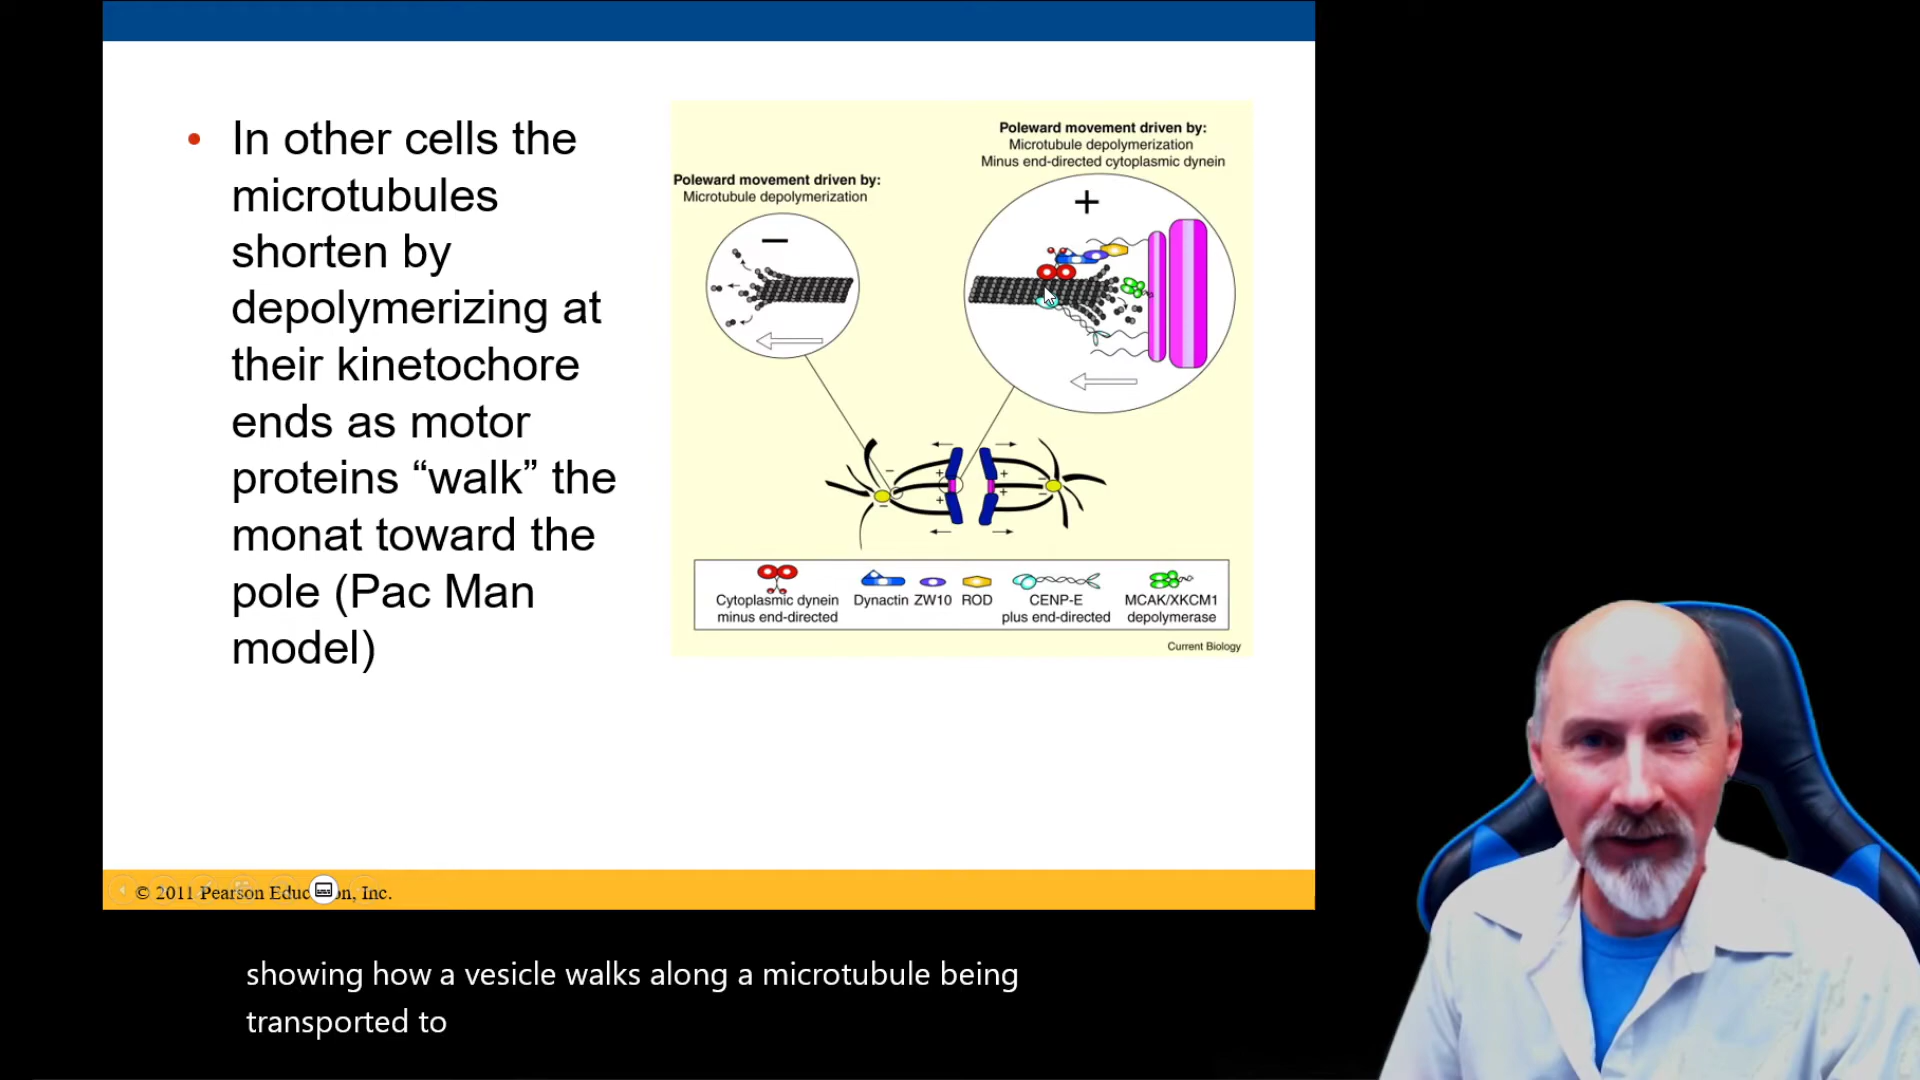 • In other cells the
microtubules
shorten by
depolymerizing at
their kinetochore
ends as motor
proteins “walk” the
monat toward the
pole (Pac Man
model)
Poleward movement driven by:
Microtubule depolymerization
−
Poleward movement driven by:
Microtubule depolymerization
Minus end-directed cytoplasmic dynein
+
− + + −
− + + −
Cytoplasmic dynein
minus end-directed
Dynactin
ZW10
ROD
CENP-E
plus end-directed
MCAK/XKCM1
depolymerase
Current Biology
© 2011 Pearson Educ on, Inc.
showing how a vesicle walks along a microtubule being
transported to